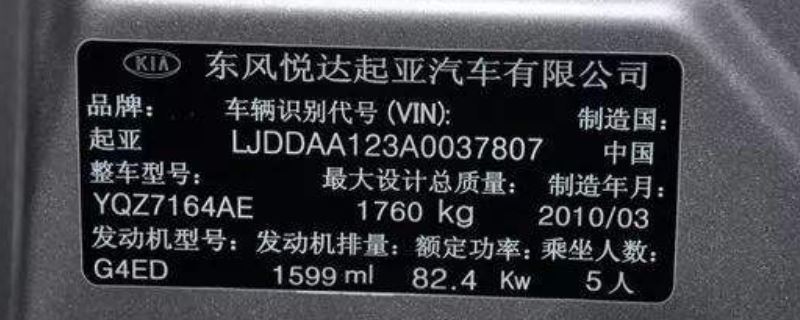 KIA 东风悦达起亚汽车有限公司
品牌: 车辆识别代号(VIN): 制造国:
起亚 LJDDAA123A0037807 中国
整车型号: 最大设计总质量: 制造年月:
YQZ7164AE 1760 kg 2010/03
发动机型号: 发动机排量: 额定功率: 乘坐人数:
G4ED 1599 ml 82.4 Kw 5人